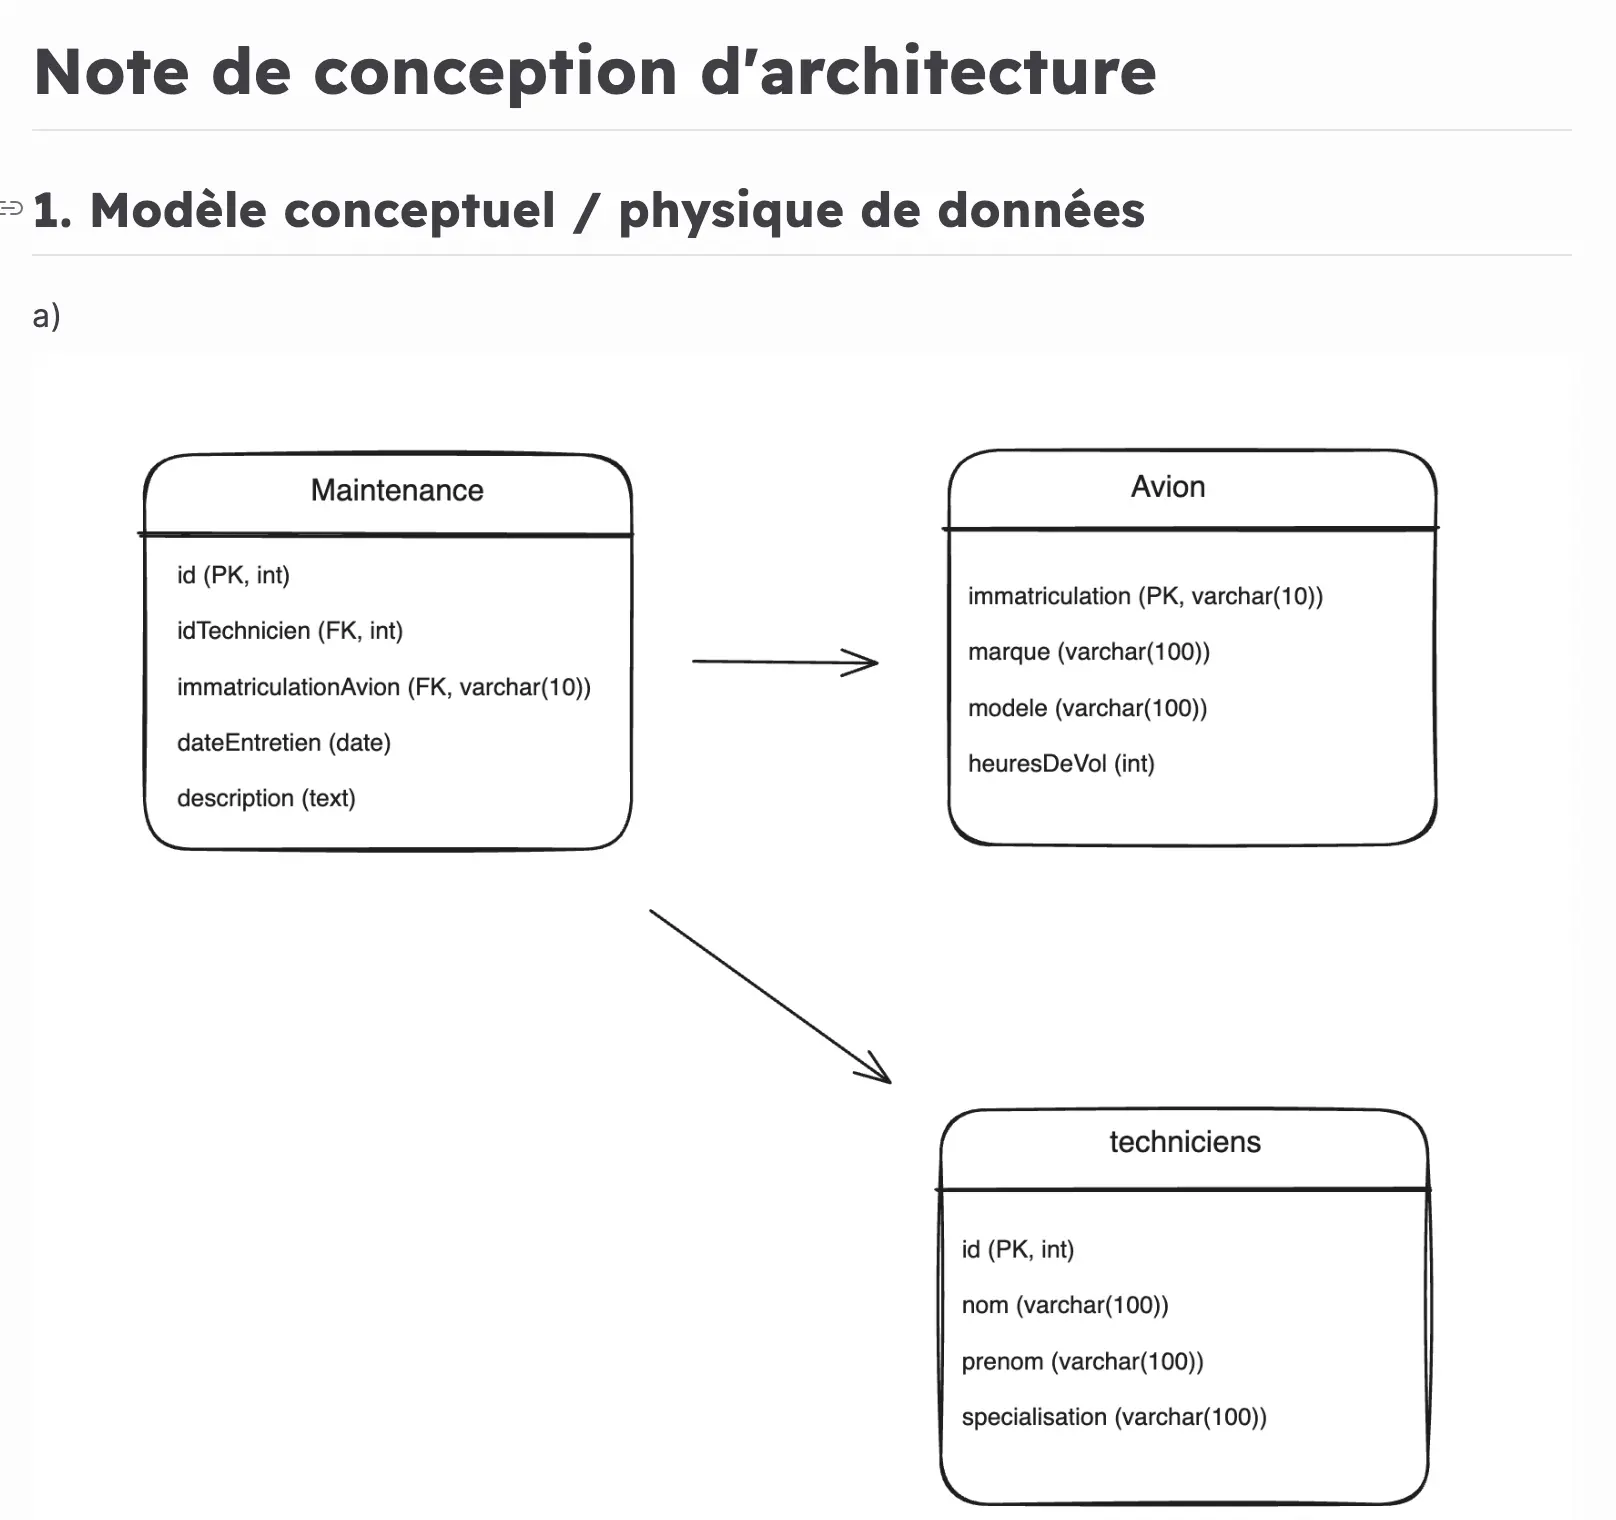 Note de conception d'architecture
1. Modèle conceptuel / physique de données
a)
Maintenance
id (PK, int)
idTechnicien (FK, int)
immatriculationAvion (FK, varchar(10))
dateEntretien (date)
description (text)
Avion
immatriculation (PK, varchar(10))
marque (varchar(100))
modele (varchar(100))
heuresDeVol (int)
techniciens
id (PK, int)
nom (varchar(100))
prenom (varchar(100))
specialisation (varchar(100))